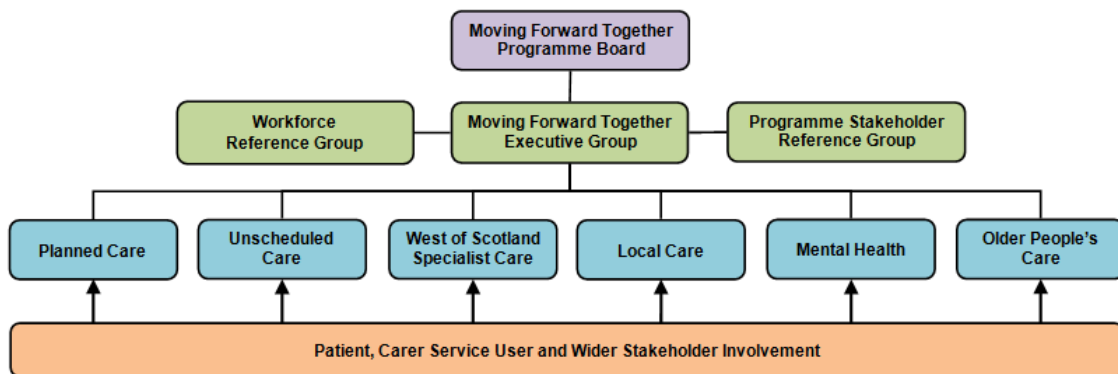 Moving Forward Together
Programme Board
Workforce
Reference Group
Moving Forward Together
Executive Group
Programme Stakeholder
Reference Group
Planned Care
Unscheduled
Care
West of Scotland
Specialist Care
Local Care
Mental Health
Older People's
Care
Patient, Carer Service User and Wider Stakeholder Involvement